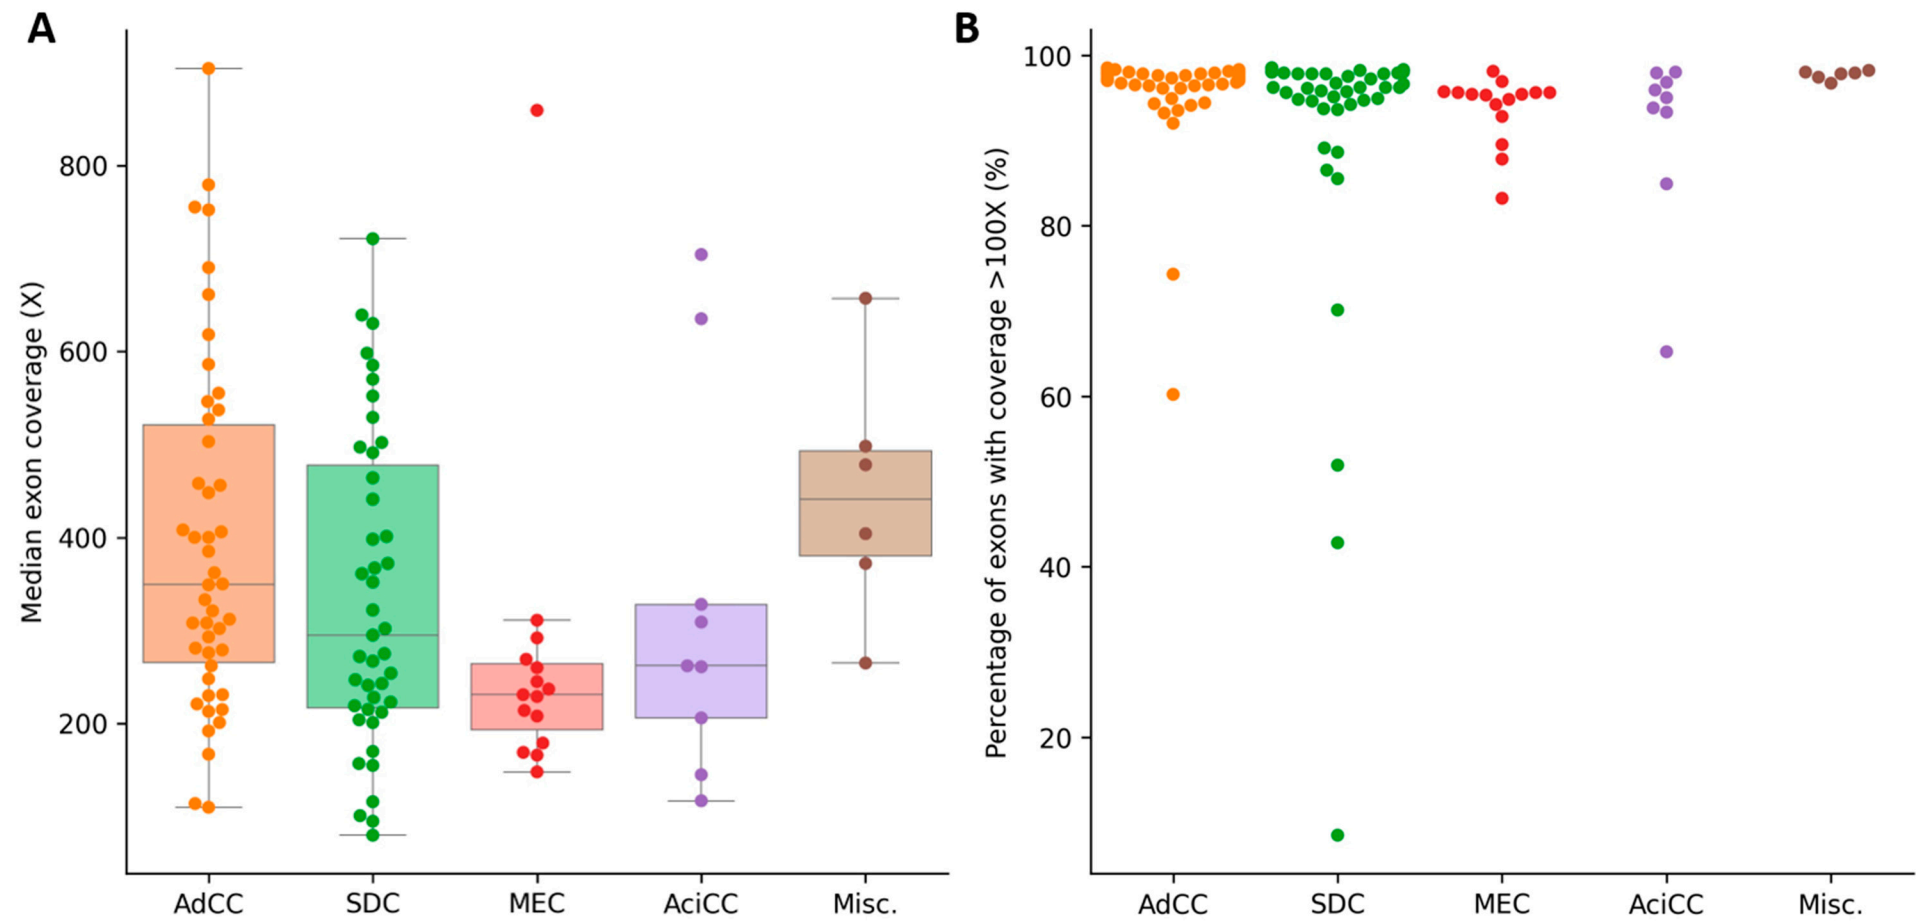 A
Median exon coverage (X)
800
600
400
200
AdCC
SDC
MEC
AciCC
Misc.
B
Percentage of exons with coverage >100X (%)
100
80
60
40
20
AdCC
SDC
MEC
AciCC
Misc.